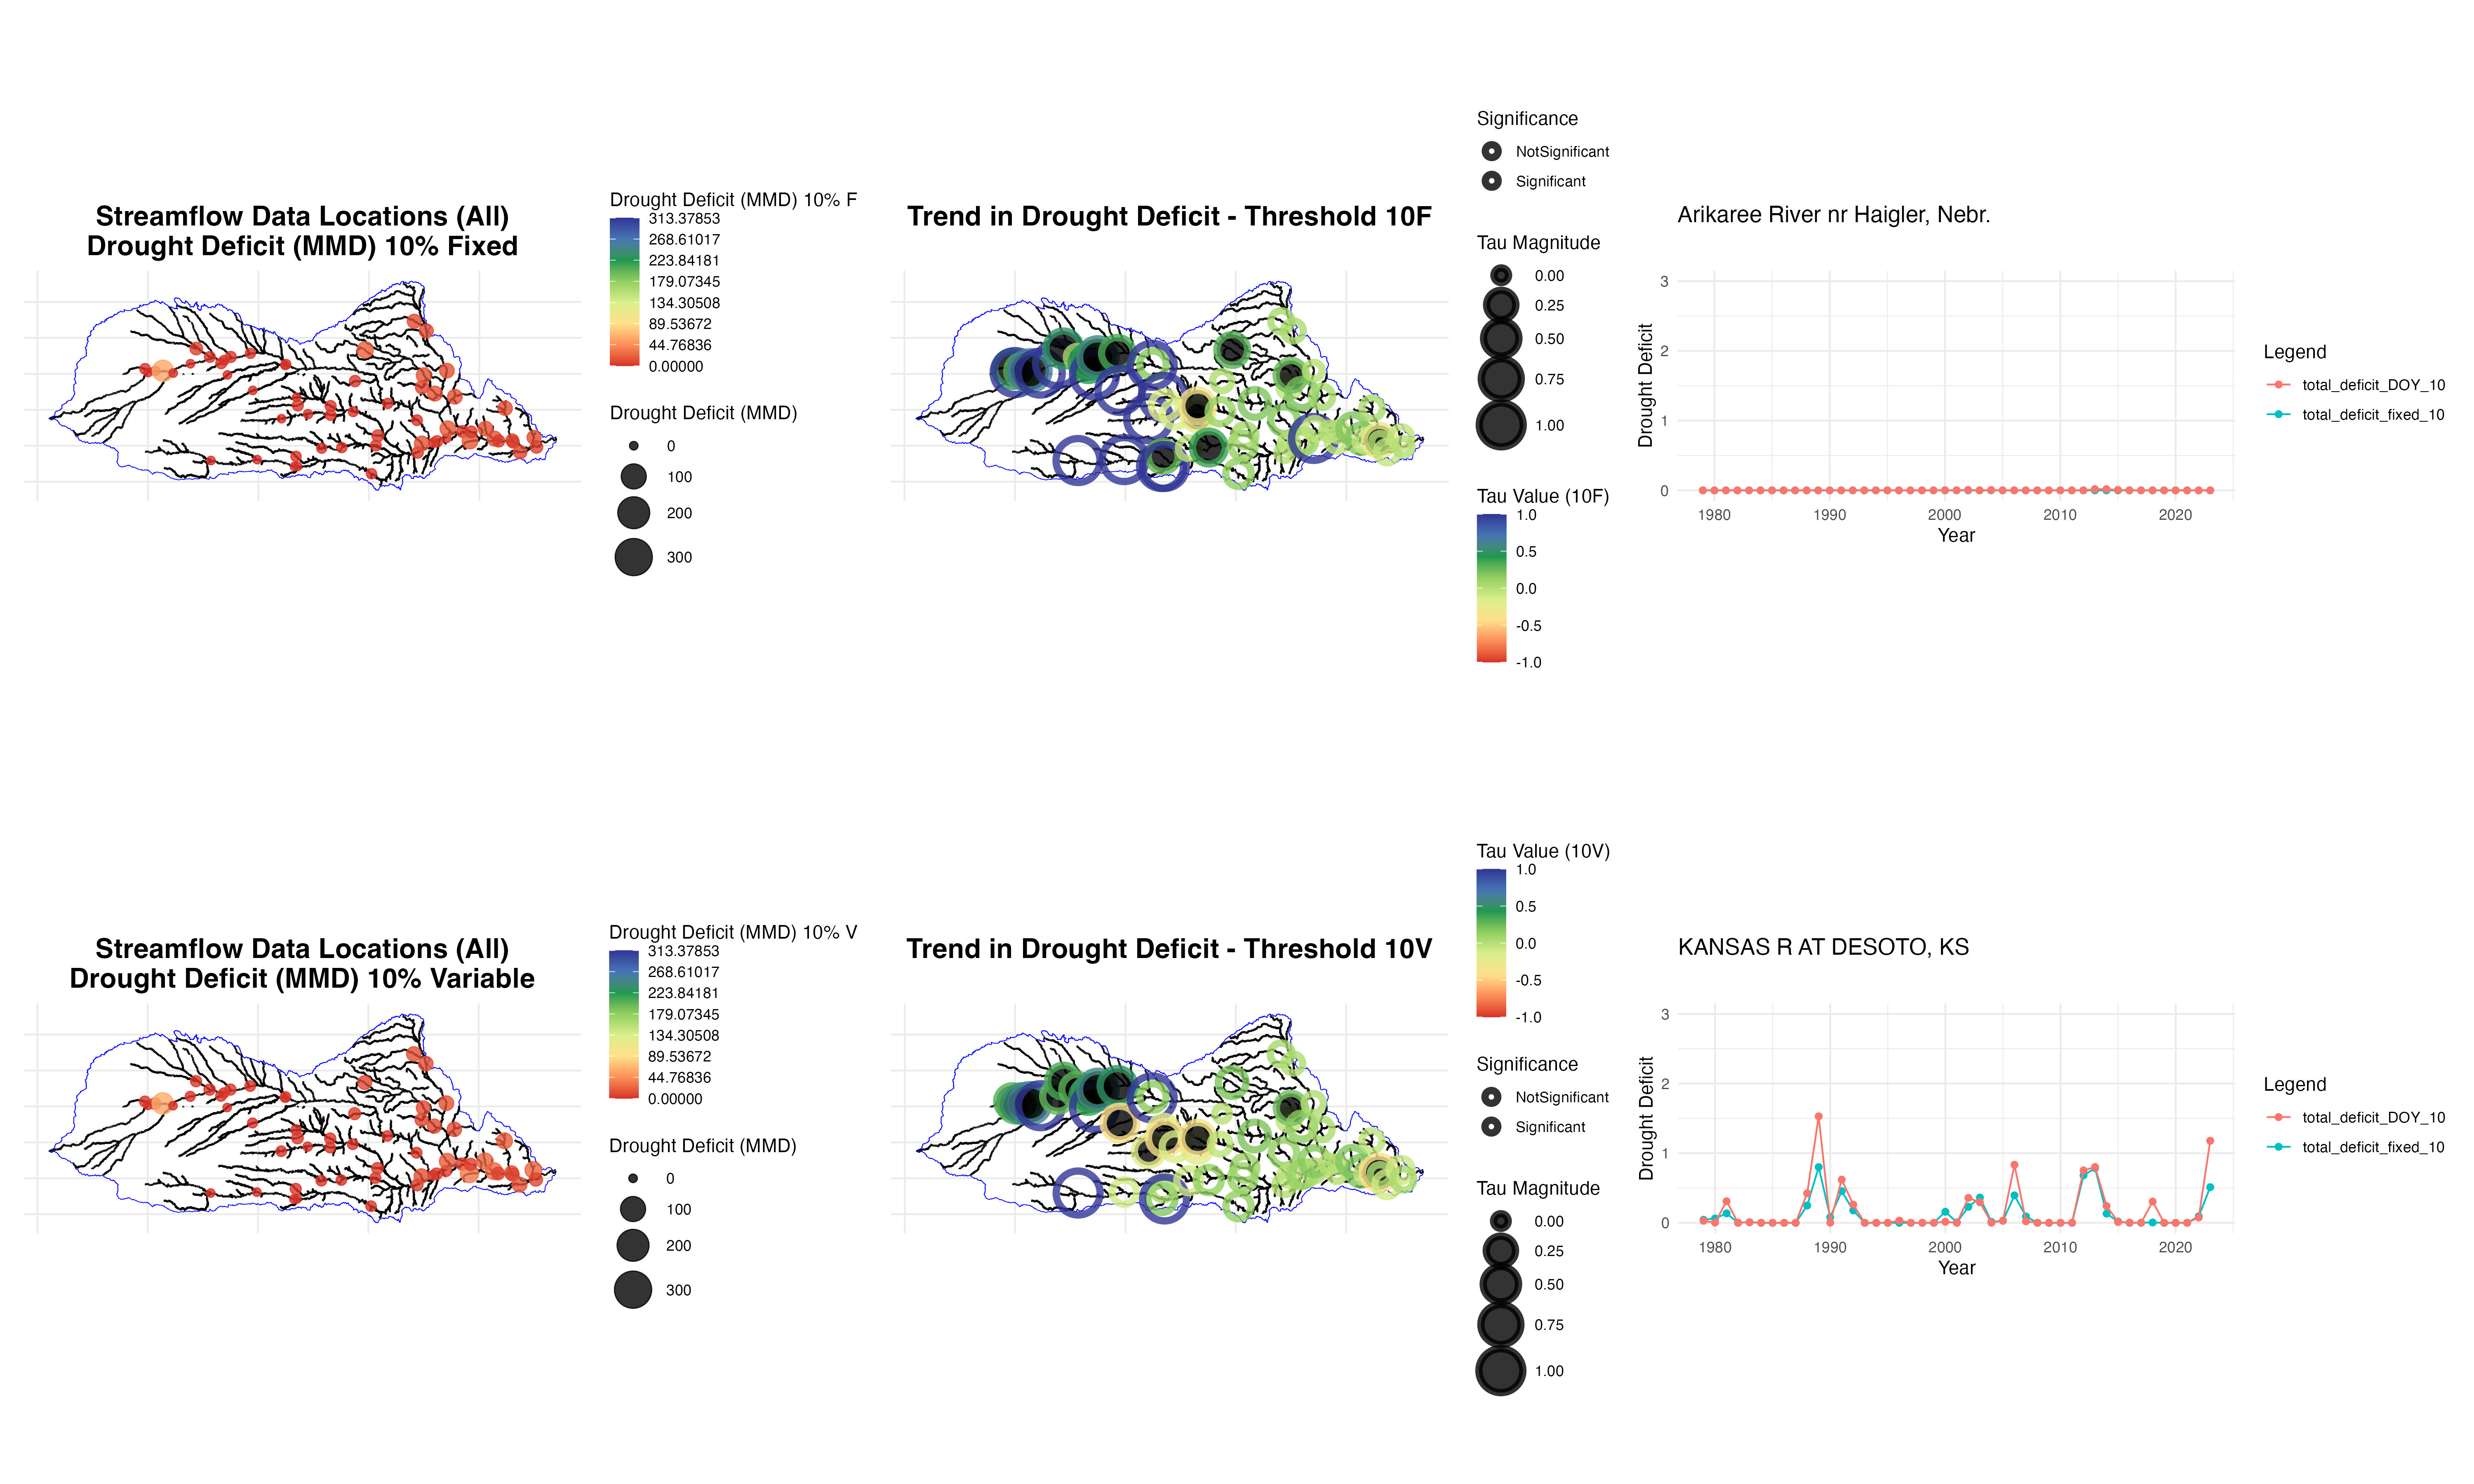 Streamflow Data Locations (All)
Drought Deficit (MMD) 10% Fixed
Drought Deficit (MMD) 10% F
313.37853
268.61017
223.84181
179.07345
134.30508
89.53672
44.76836
0.00000
Drought Deficit (MMD)
0
100
200
300
Trend in Drought Deficit - Threshold 10F
Significance
NotSignificant
Significant
Tau Magnitude
0.00
0.25
0.50
0.75
1.00
Tau Value (10F)
1.0
0.5
0.0
-0.5
-1.0
Arikaree River nr Haigler, Nebr.
Drought Deficit
3
2
1
0
1980
1990
2000
2010
2020
Year
Legend
total_deficit_DOY_10
total_deficit_fixed_10
Streamflow Data Locations (All)
Drought Deficit (MMD) 10% Variable
Drought Deficit (MMD) 10% V
313.37853
268.61017
223.84181
179.07345
134.30508
89.53672
44.76836
0.00000
Drought Deficit (MMD)
0
100
200
300
Trend in Drought Deficit - Threshold 10V
Tau Value (10V)
1.0
0.5
0.0
-0.5
-1.0
Significance
NotSignificant
Significant
Tau Magnitude
0.00
0.25
0.50
0.75
1.00
KANSAS R AT DESOTO, KS
Drought Deficit
3
2
1
0
1980
1990
2000
2010
2020
Year
Legend
total_deficit_DOY_10
total_deficit_fixed_10